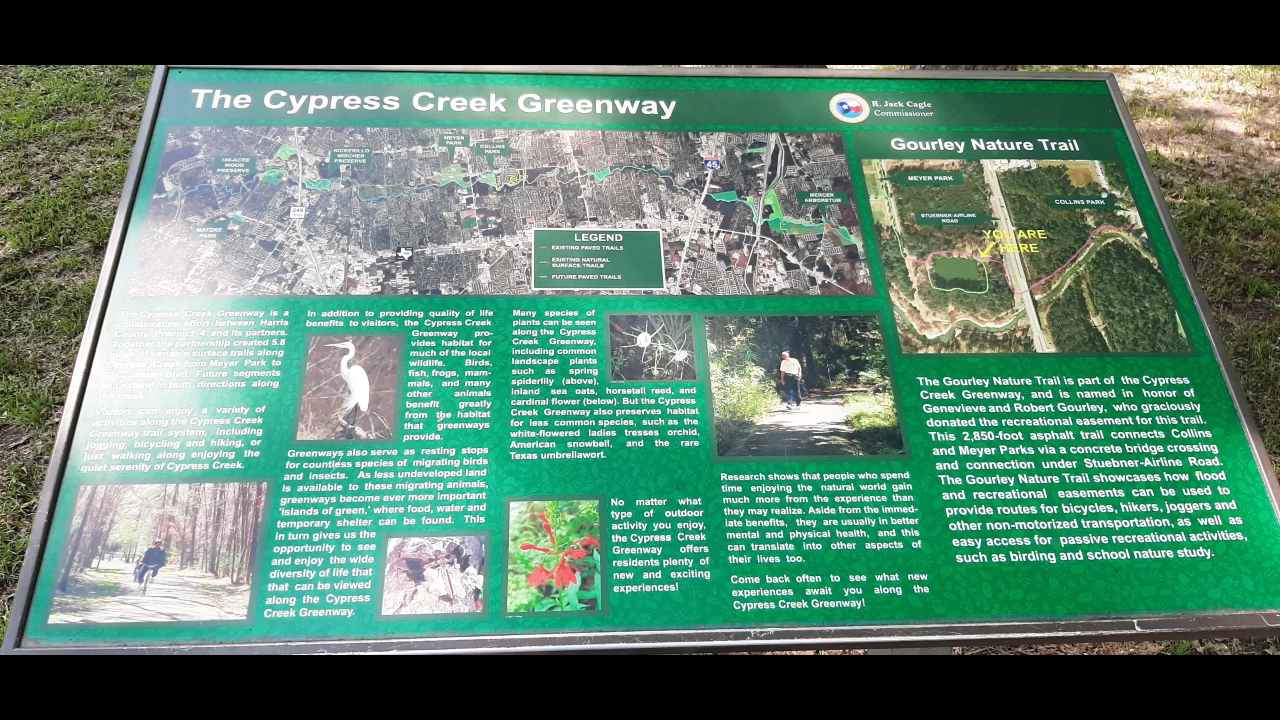 The Cypress Creek Greenway
R. Jack Cagle
Commissioner
100-ACRE
WOOD
PRESERVE
KICKERILLO
MISCHER
PRESERVE
MEYER
PARK
COLLINS
PARK
45
249
MERCER
ARBORETUM
MATZKE
PARK
LEGEND
EXISTING PAVED TRAILS
EXISTING NATURAL
SURFACE TRAILS
FUTURE PAVED TRAILS
Gourley Nature Trail
MEYER PARK
COLLINS PARK
STUEBNER-AIRLINE
ROAD
YOU ARE
HERE
The Cypress Creek Greenway is a
collaborative effort between Harris
County Precinct 4 and its partners.
Together the partnership created 5.8
miles of variable surface trails along
Cypress Creek from Meyer Park to
Blvd. Future segments
will extend in both directions along
the creek.
Visitors can enjoy a variety of
activities along the Cypress Creek
Greenway trail system, including
jogging, bicycling and hiking, or
just walking along enjoying the
quiet serenity of Cypress Creek.
In addition to providing quality of life
benefits to visitors, the Cypress Creek
Greenway pro-
vides habitat for
much of the local
wildlife. Birds,
fish, frogs, mam-
mals, and many
other animals
benefit greatly
from the habitat
that greenways
provide.
Greenways also serve as resting stops
for countless species of migrating birds
and insects. As less undeveloped land
is available to these migrating animals,
greenways become ever more important
'islands of green,' where food, water and
temporary shelter can be found. This
in turn gives us the
opportunity to see
and enjoy the wide
diversity of life that
that can be viewed
along the Cypress
Creek Greenway.
Many species of
plants can be seen
along the Cypress
Creek Greenway,
including common
landscape plants
such as spring
spiderlily (above),
inland sea oats, horsetail reed, and
cardinal flower (below). But the Cypress
Creek Greenway also preserves habitat
for less common species, such as the
white-flowered ladies tresses orchid,
American snowbell, and the rare
Texas umbrellawort.
No matter what
type of outdoor
activity you enjoy,
the Cypress Creek
Greenway offers
residents plenty of
new and exciting
experiences!
Research shows that people who spend
time enjoying the natural world gain
much more from the experience than
they may realize. Aside from the immed-
iate benefits, they are usually in better
mental and physical health, and this
can translate into other aspects of
their lives too.
Come back often to see what new
experiences await you along the
Cypress Creek Greenway!
The Gourley Nature Trail is part of the Cypress
Creek Greenway, and is named in honor of
Genevieve and Robert Gourley, who graciously
donated the recreational easement for this trail.
This 2,850-foot asphalt trail connects Collins
and Meyer Parks via a concrete bridge crossing
and connection under Stuebner-Airline Road.
The Gourley Nature Trail showcases how flood
and recreational easements can be used to
provide routes for bicycles, hikers, joggers and
other non-motorized transportation, as well as
easy access for passive recreational activities,
such as birding and school nature study.